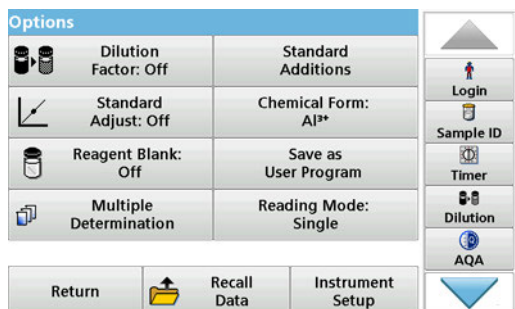 Options
Dilution
Factor: Off
Standard
Additions
Standard
Adjust: Off
Chemical Form:
Al³⁺
Reagent Blank:
Off
Save as
User Program
Multiple
Determination
Reading Mode:
Single
Return
Recall
Data
Instrument
Setup
Login
Sample ID
Timer
Dilution
AQA